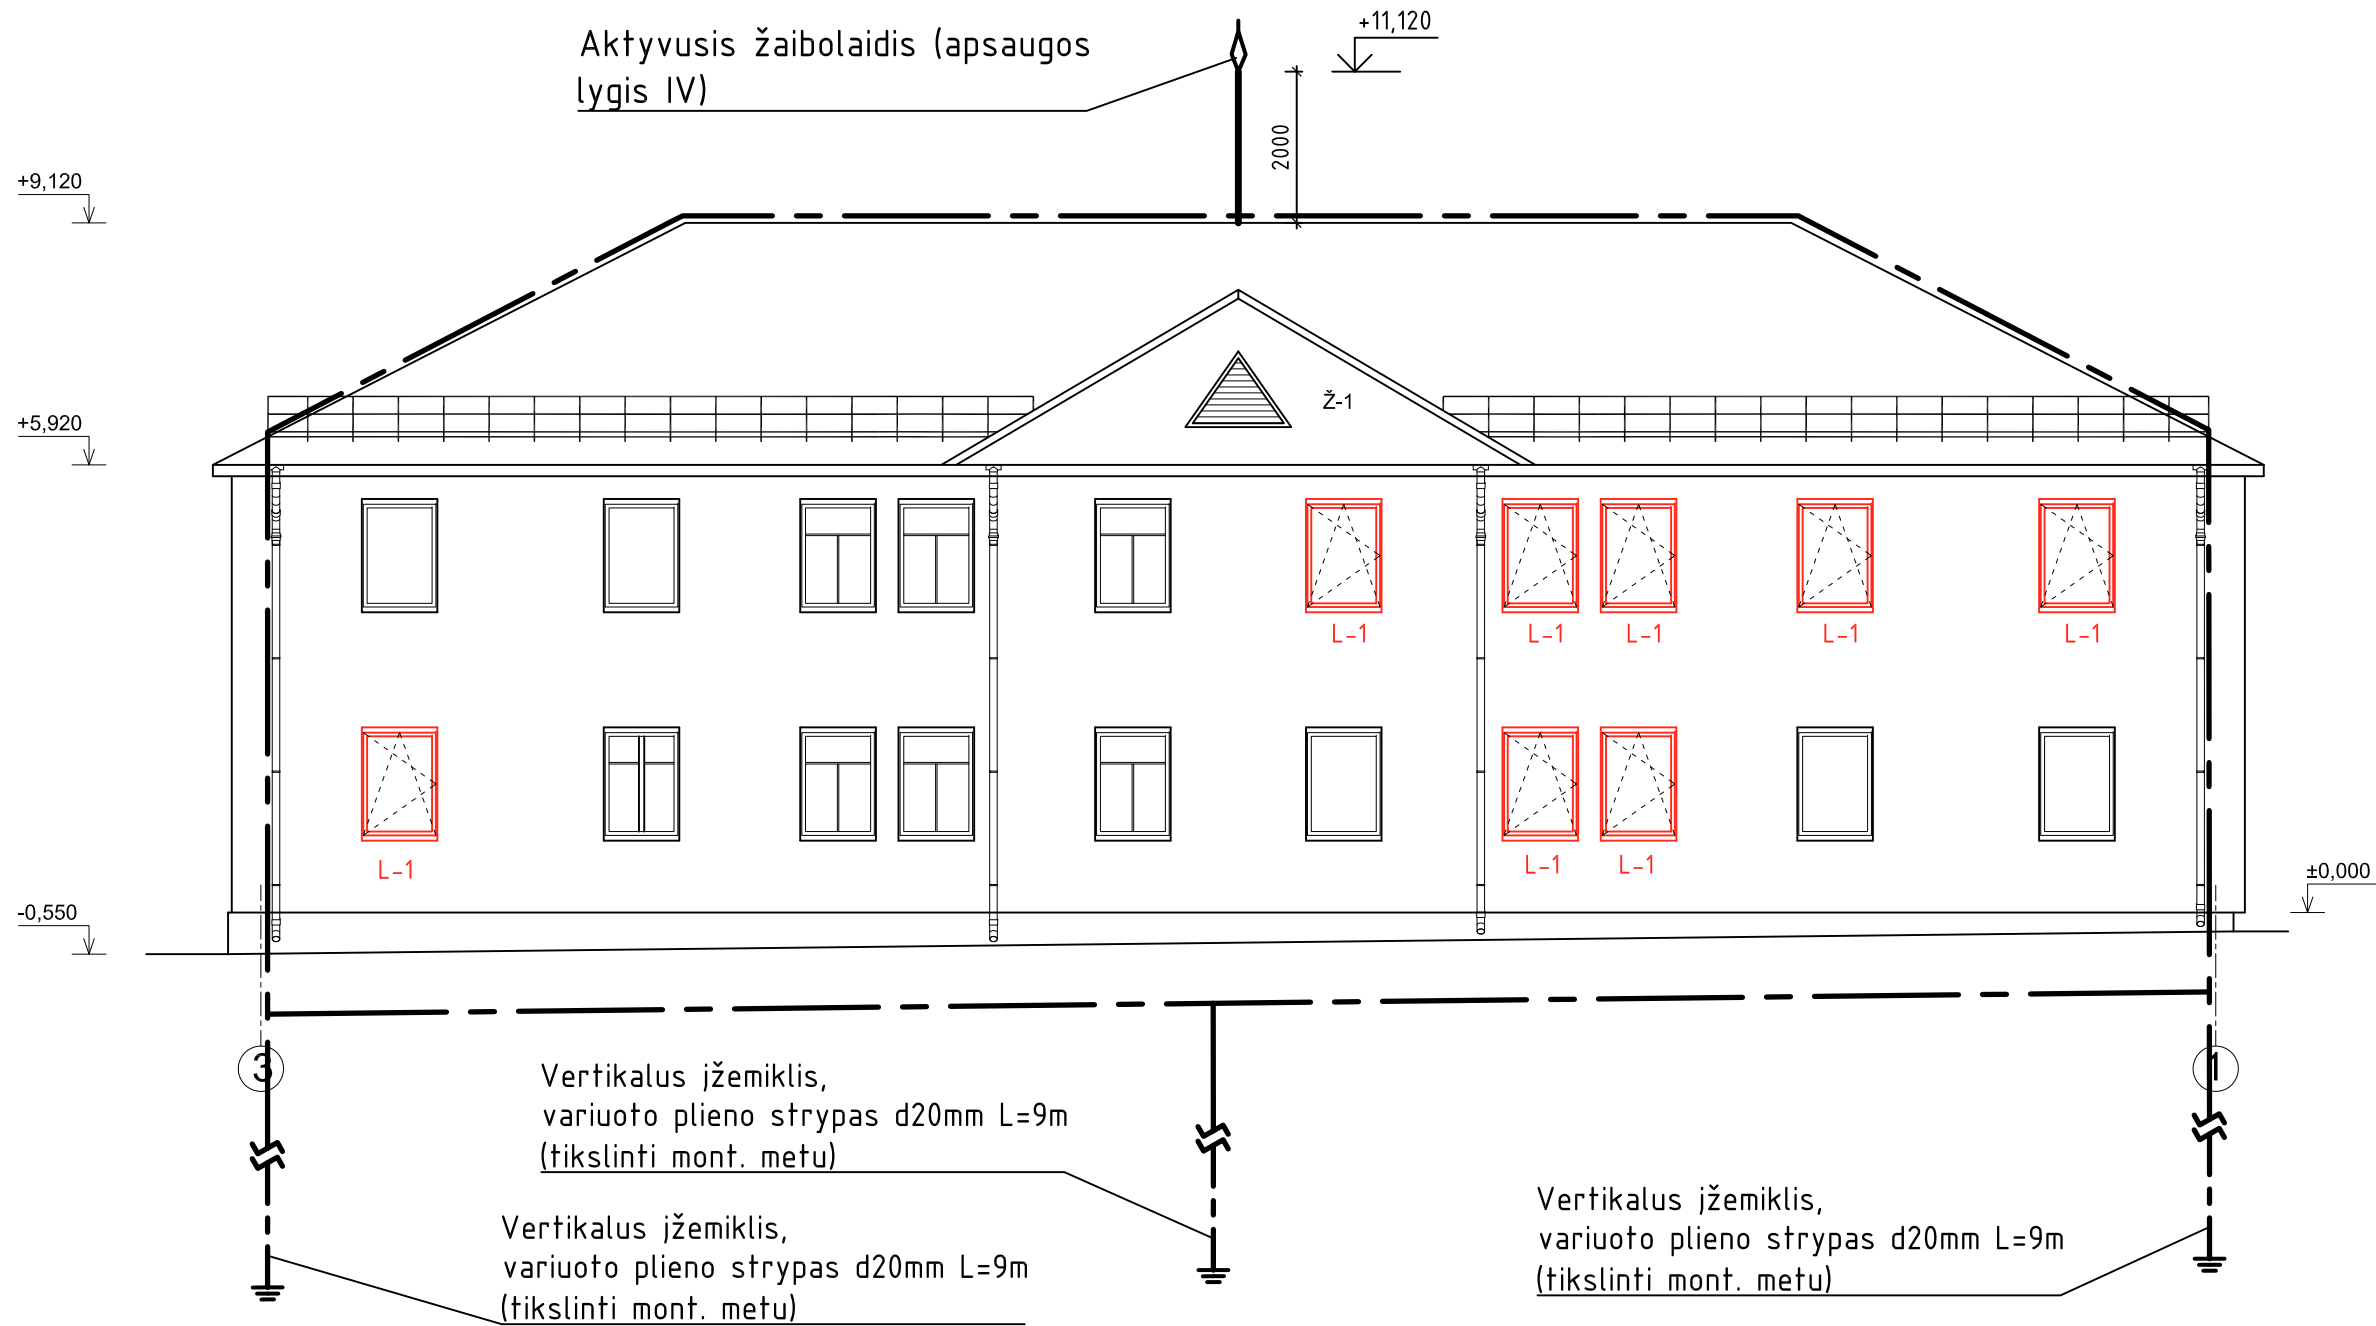 Aktyvusis žaibolaidis (apsaugos
lygis IV)
+11,120
2000
+9,120
+5,920
Ž-1
L-1
L-1
L-1
L-1
L-1
L-1
L-1
L-1
±0,000
-0,550
3
1
Vertikalus įžemiklis,
variuoto plieno strypas d20mm L=9m
(tikslinti mont. metu)
Vertikalus įžemiklis,
variuoto plieno strypas d20mm L=9m
(tikslinti mont. metu)
Vertikalus įžemiklis,
variuoto plieno strypas d20mm L=9m
(tikslinti mont. metu)